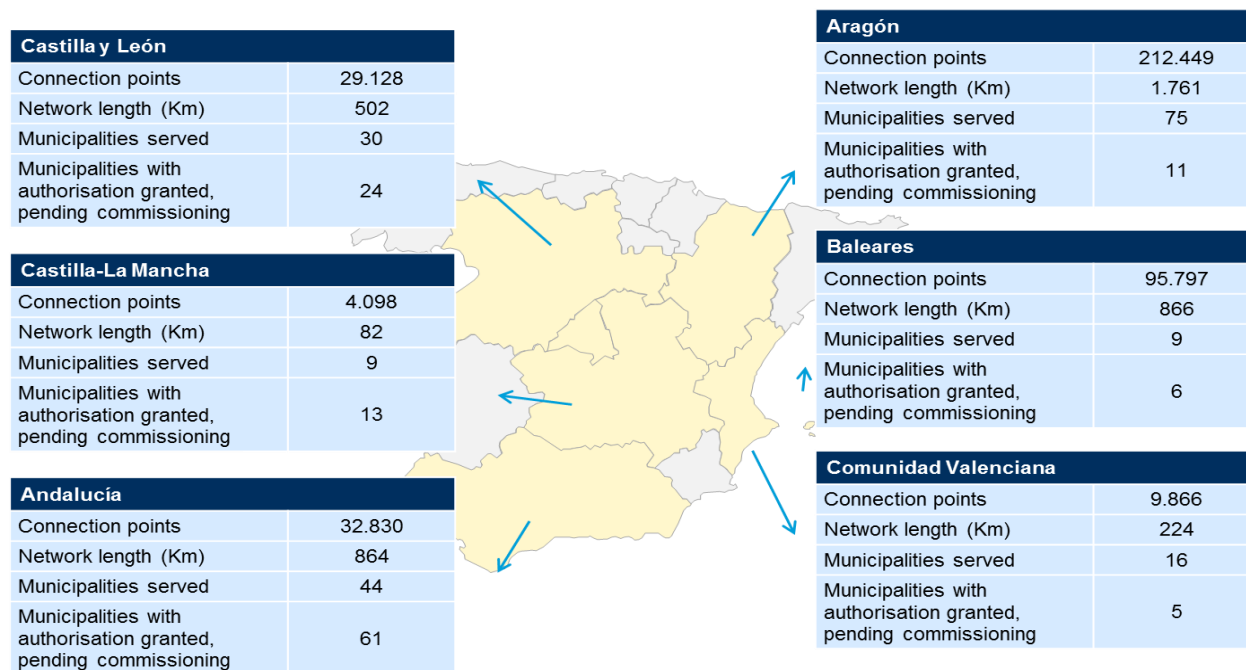 Castilla y León
Connection points 29.128
Network length (Km) 502
Municipalities served 30
Municipalities with
authorisation granted, 24
pending commissioning
Castilla-La Mancha
Connection points 4.098
Network length (Km) 82
Municipalities served 9
Municipalities with
authorisation granted, 13
pending commissioning
Andalucía
Connection points 32.830
Network length (Km) 864
Municipalities served 44
Municipalities with
authorisation granted, 61
pending commissioning
Aragón
Connection points 212.449
Network length (Km) 1.761
Municipalities served 75
Municipalities with
authorisation granted, 11
pending commissioning
Baleares
Connection points 95.797
Network length (Km) 866
Municipalities served 9
Municipalities with
authorisation granted, 6
pending commissioning
Comunidad Valenciana
Connection points 9.866
Network length (Km) 224
Municipalities served 16
Municipalities with
authorisation granted, 5
pending commissioning